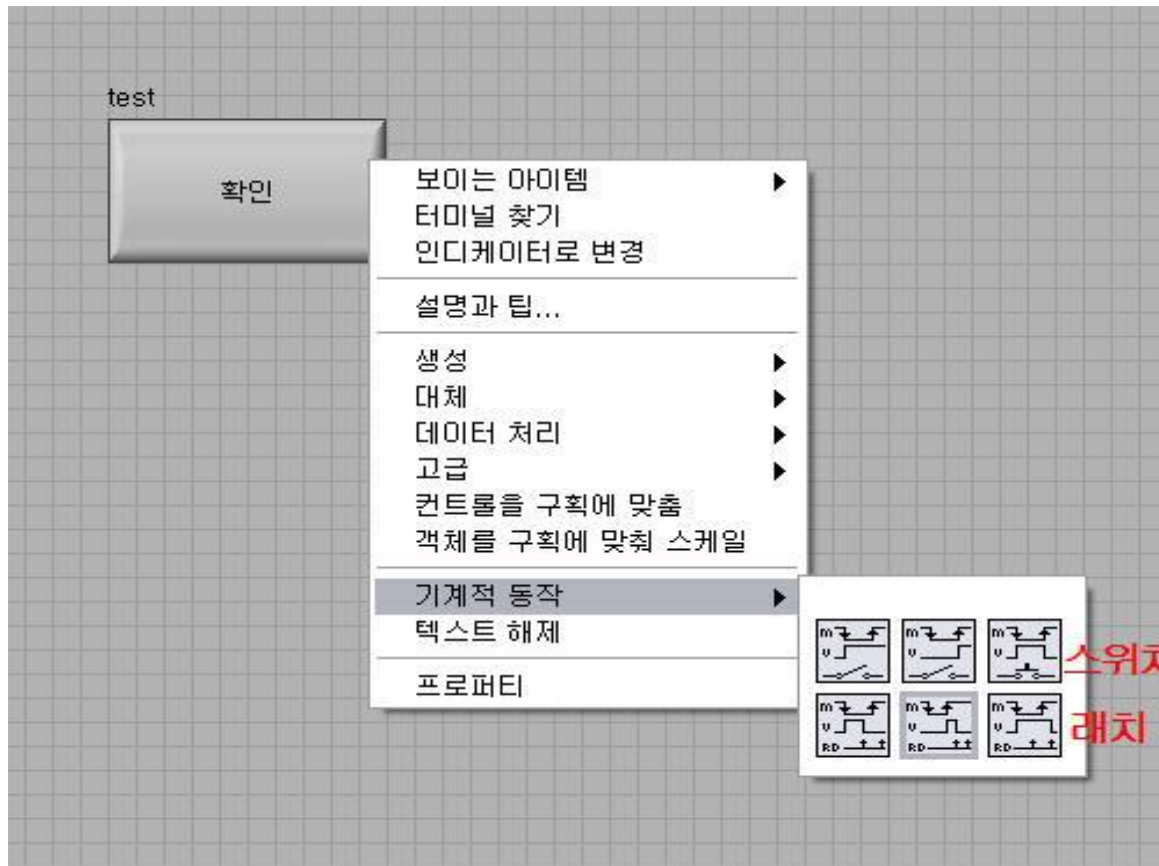 test
확인
보이는 아이템
터미널 찾기
인디케이터로 변경
설명과 팁...
생성
대체
데이터 처리
고급
컨트롤을 구획에 맞춤
객체를 구획에 맞춰 스케일
기계적 동작
텍스트 해제
프로퍼티
m m m
v v v
스위치
m m m
v v v
RD RD RD
래치